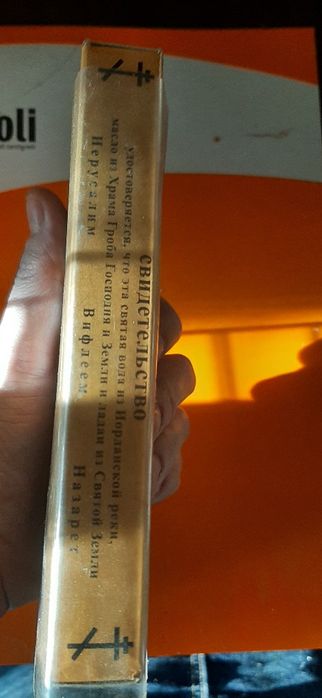 oli
свидетельство
удостоверяется, что эта святая вода из Иорданской реки,
масло из Храма Гроба Господня и Земли и ладан из Святой Земли
Иерусалим Вифлеем Назарет